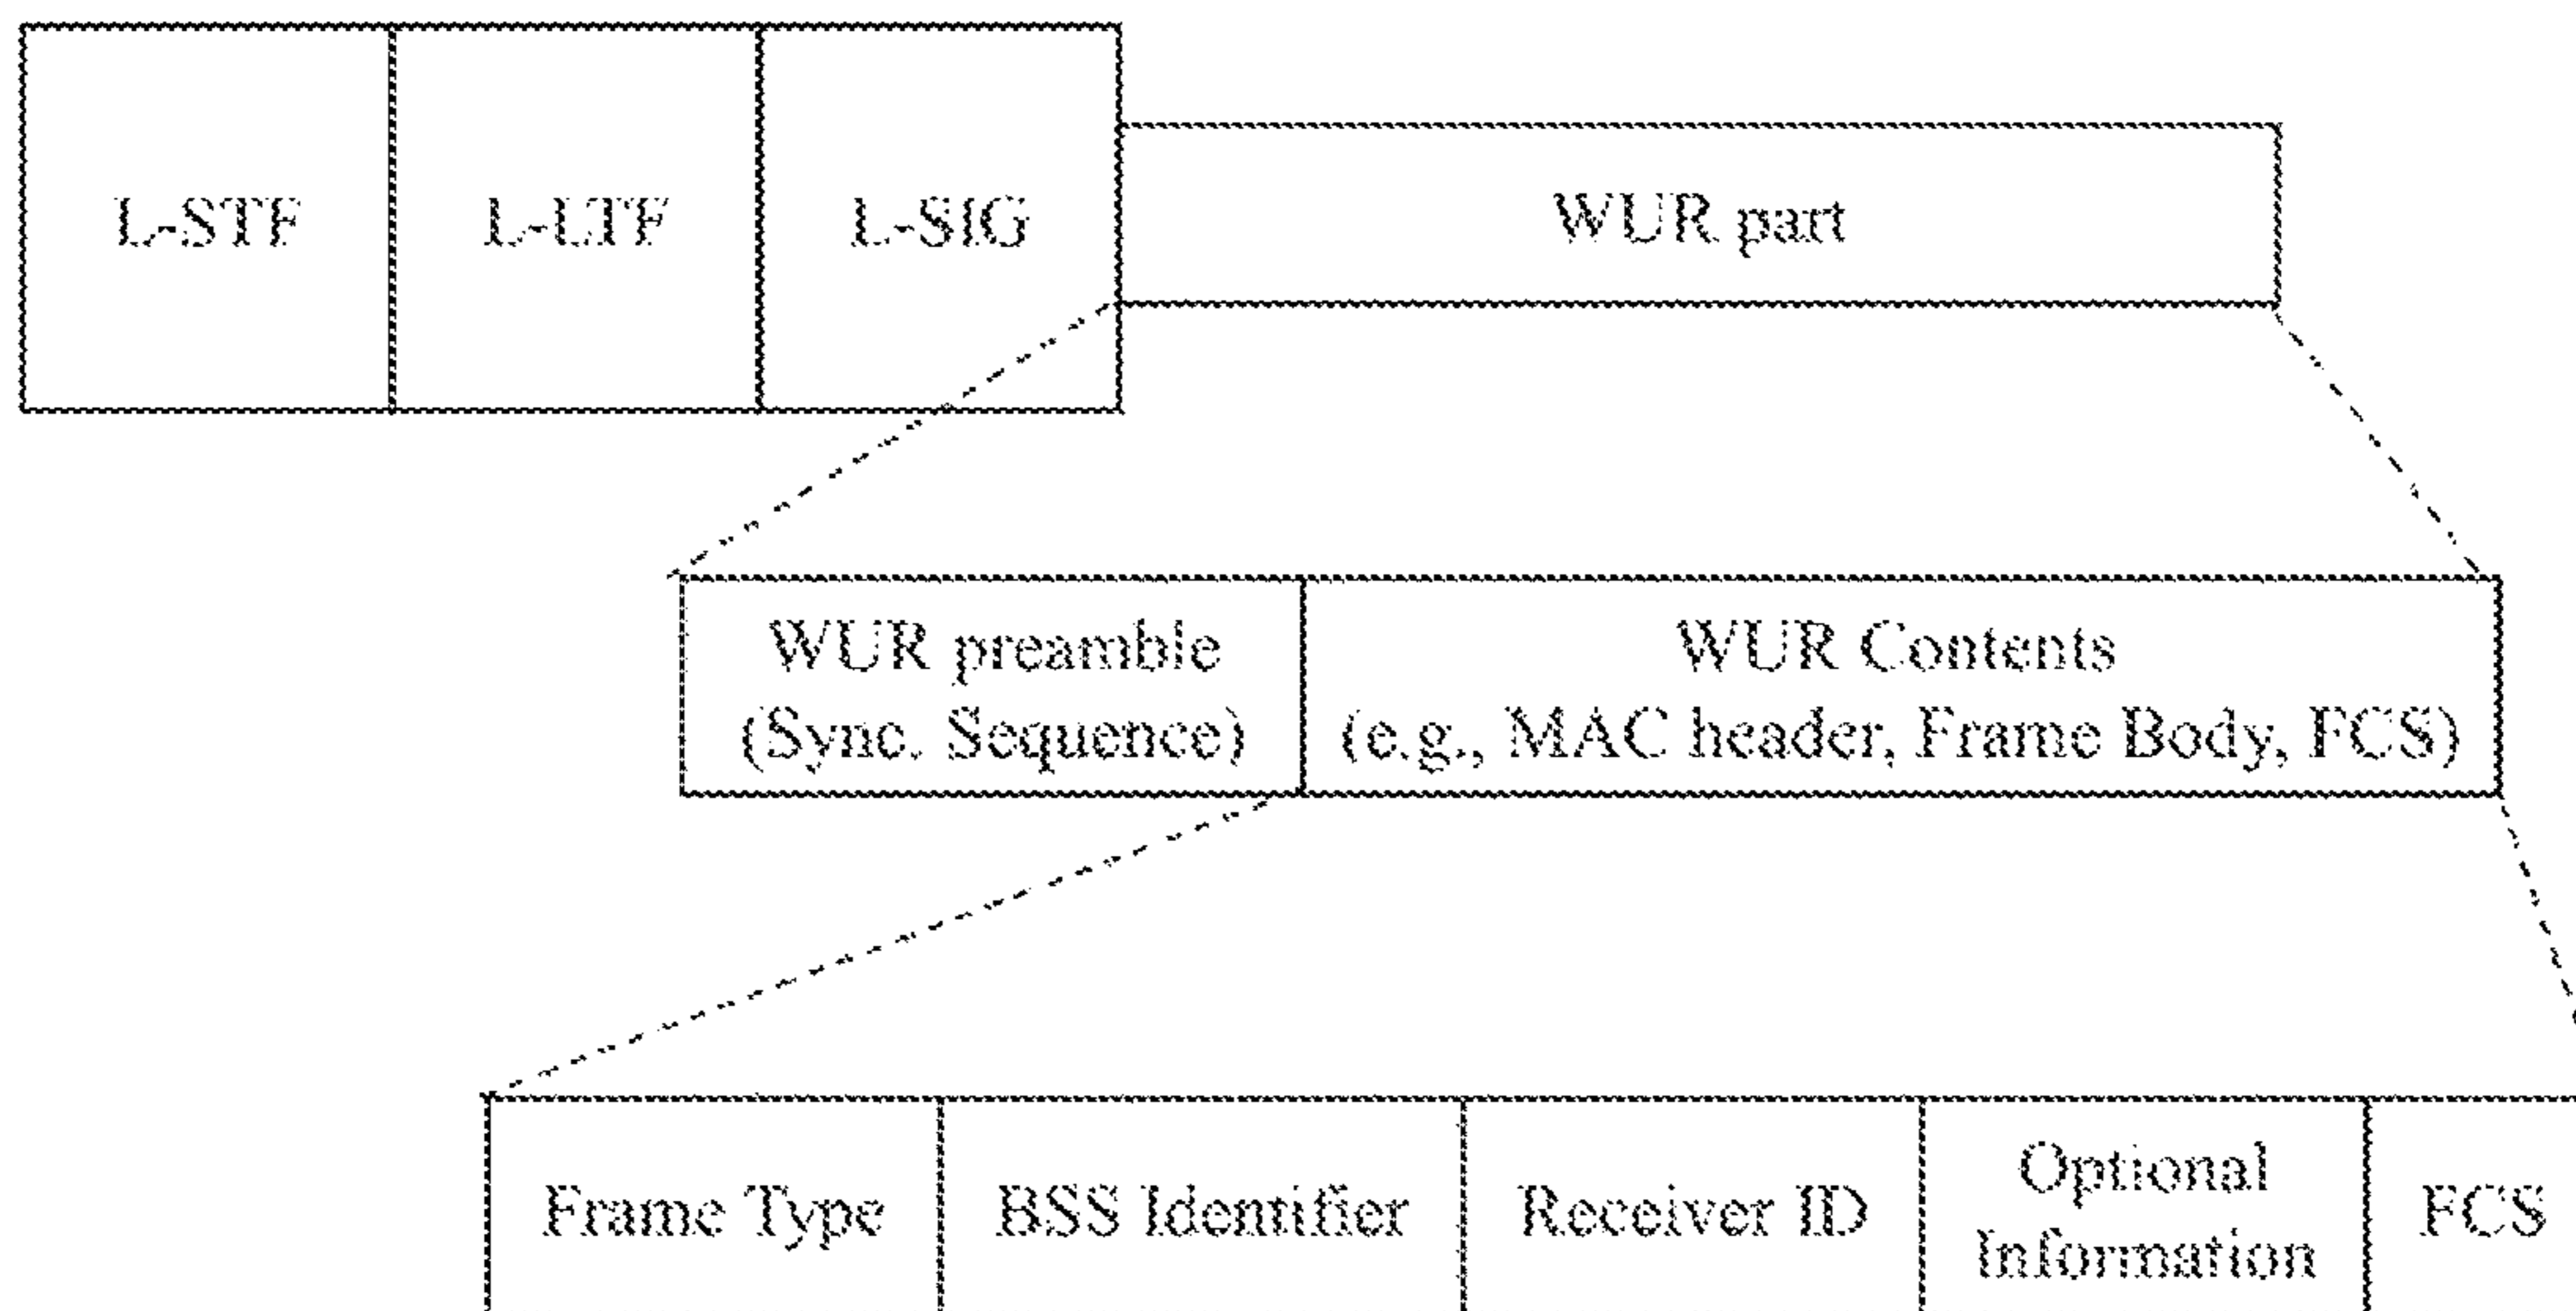 L-STF
L-LTF
L-SIG
WUR part
WUR preamble
(Sync. Sequence)
WUR Contents
(e.g., MAC header, Frame Body, FCS)
Frame Type
BSS Identifier
Receiver ID
Optional
Information
FCS